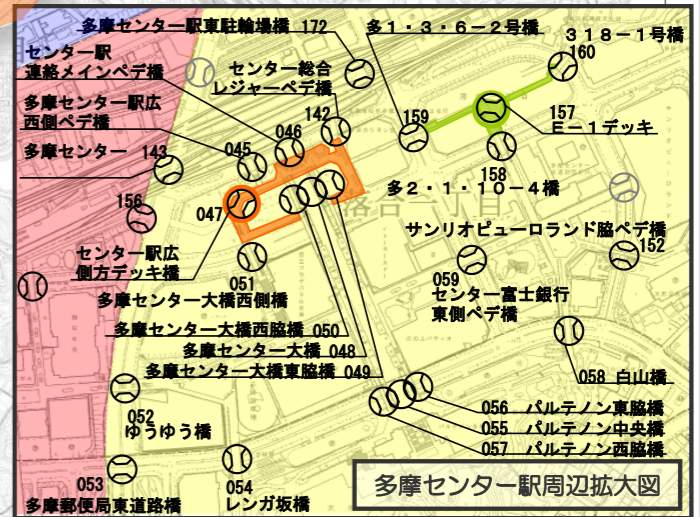 多摩センター駅東駐輪場橋 172
多1・3・6-2号橋
318-1号橋
160
センター駅
連絡メインペデ橋
センター総合
レジャーペデ橋
142
多摩センター駅広
西側ペデ橋
045
046
159
157
E-1デッキ
158
多摩センター 143
156
047
多2・1・10-4橋
落合一丁目
センター駅広
側方デッキ橋
サンリオピューロランド脇ペデ橋
152
051
多摩センター大橋西側橋
059
センター富士銀行
東側ペデ橋
多摩センター大橋西脇橋 050
多摩センター大橋 048
多摩センター大橋東脇橋 049
058 白山橋
052
ゆうゆう橋
056 パルテノン東脇橋
055 パルテノン中央橋
057 パルテノン西脇橋
053
多摩郵便局東道路橋
054
レンガ坂橋
多摩センター駅周辺拡大図